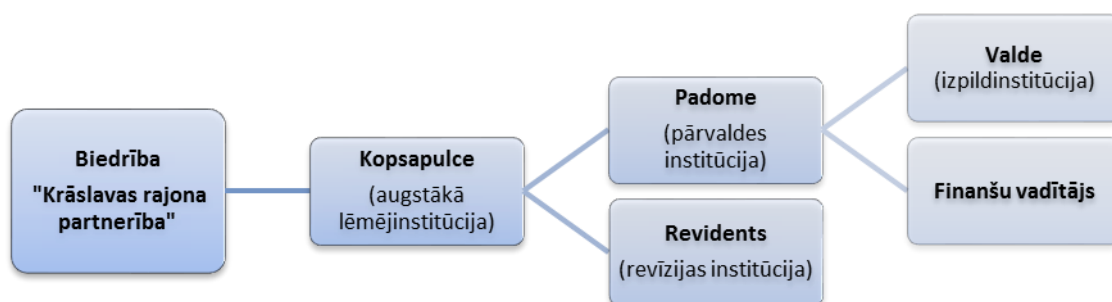 Biedrība
"Krāslavas rajona
partnerība"
Kopsapulce
(augstākā
lēmējinstitūcija)
Padome
(pārvaldes
institūcija)
Revidents
(revīzijas institūcija)
Valde
(izpildinstitūcija)
Finanšu vadītājs